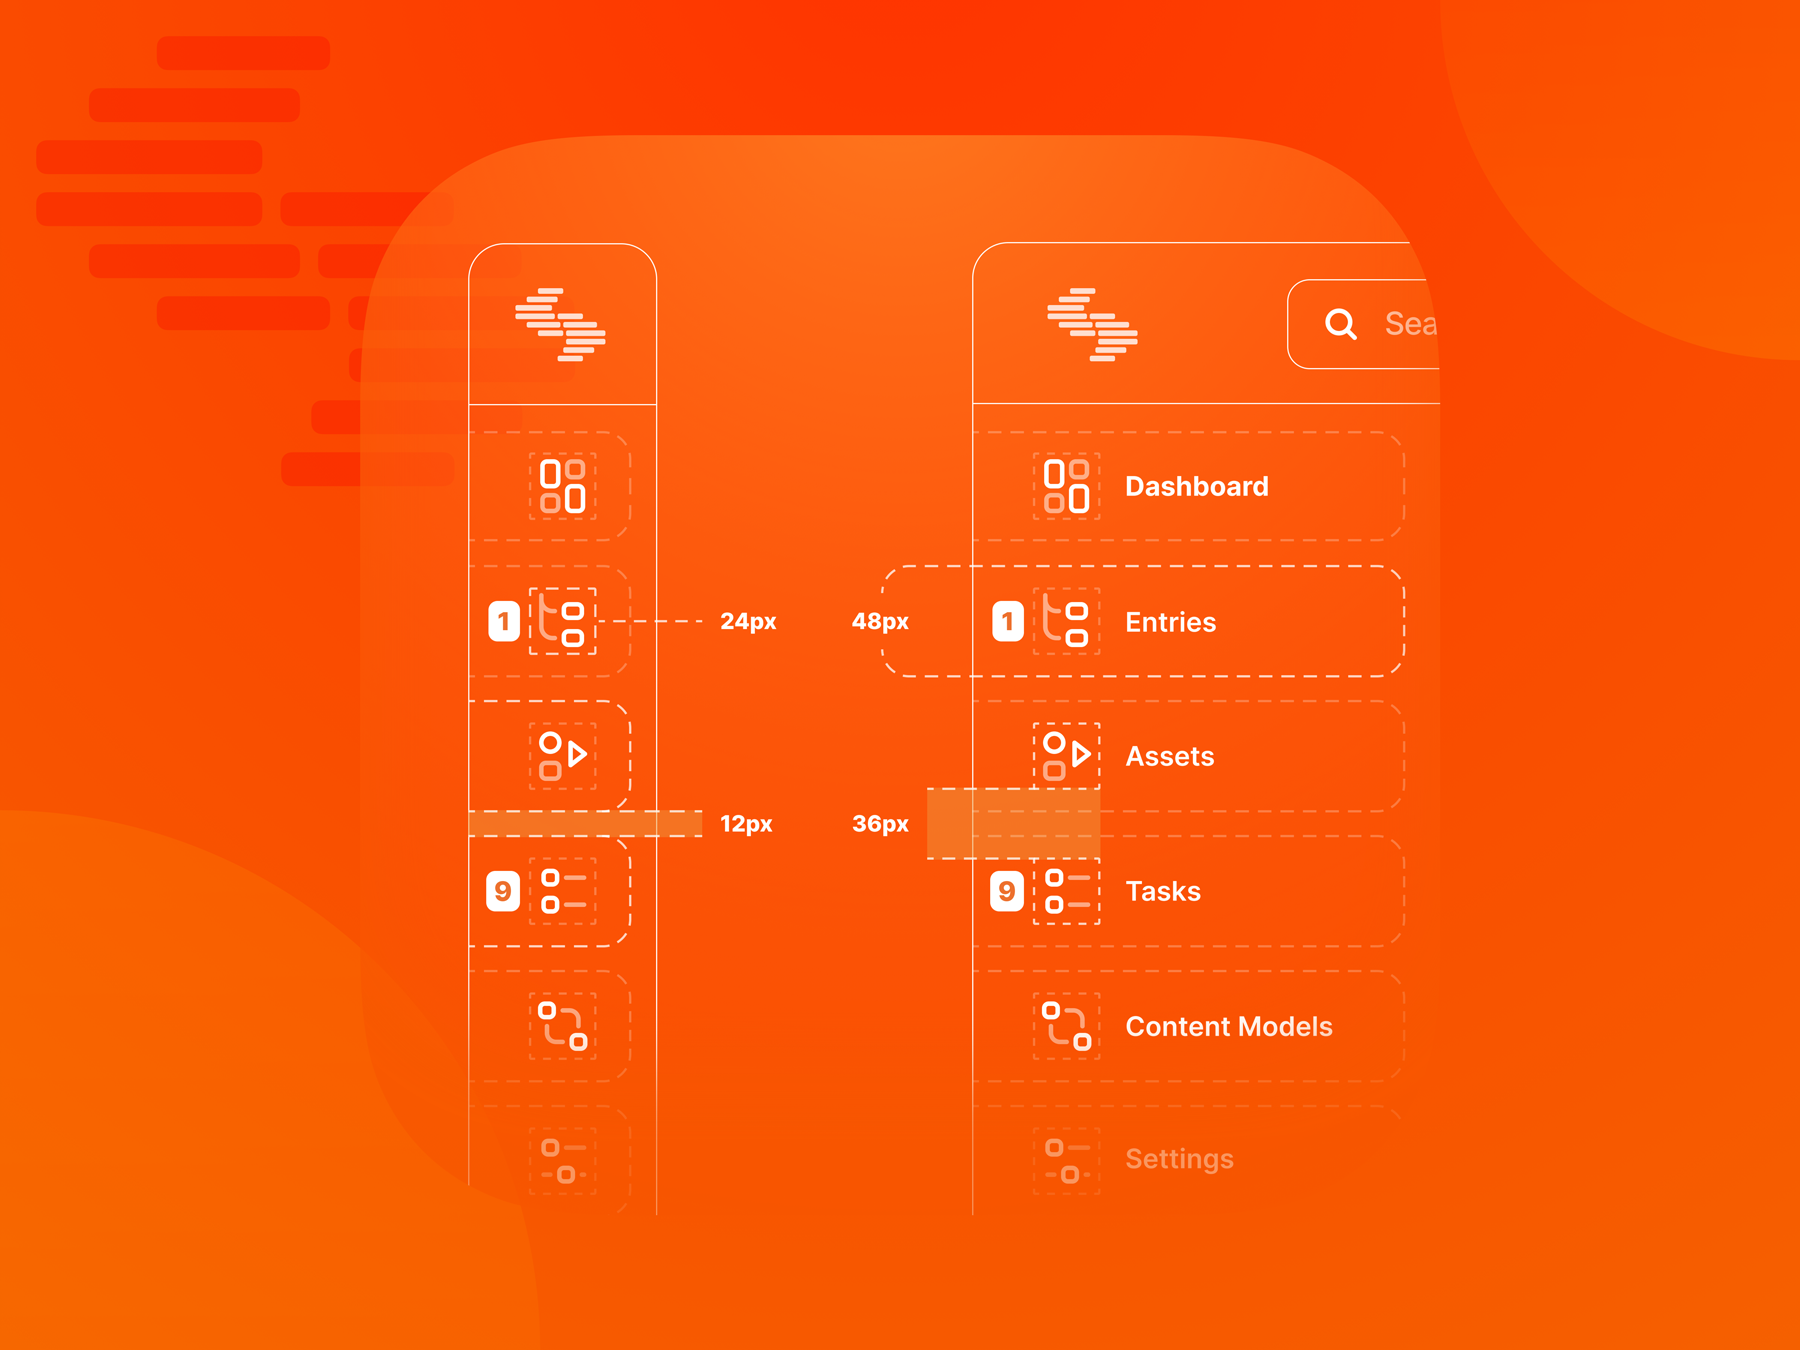 Sea
Dashboard
1
24px
48px
1
Entries
Assets
12px
36px
9
9
Tasks
Content Models
Settings